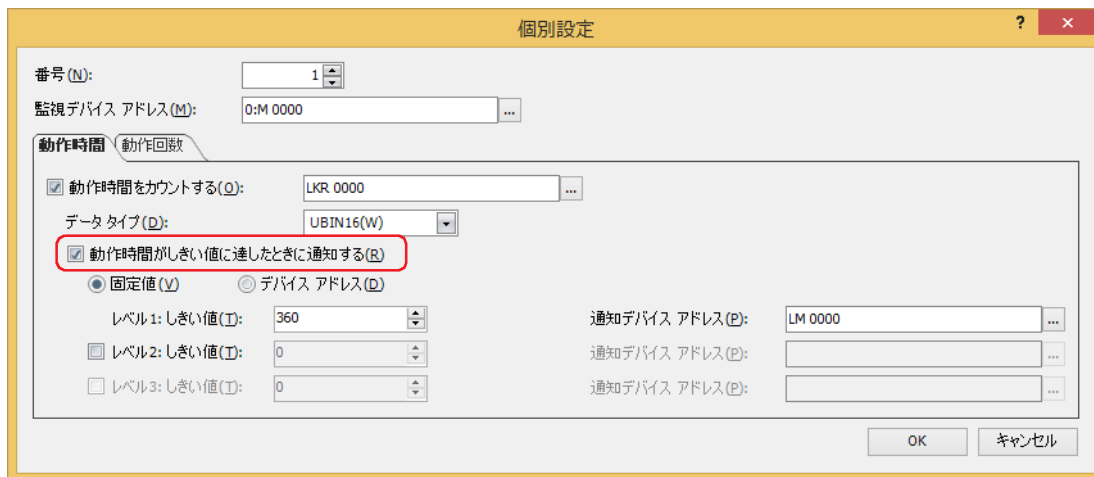 個別設定
?
×
番号(N):
1
監視デバイス アドレス(M):
0:M 0000
...
動作時間
動作回数
動作時間をカウントする(O):
LKR 0000
...
データ タイプ(D):
UBIN16(W)
動作時間がしきい値に達したときに通知する(R)
固定値(V)
デバイス アドレス(D)
レベル1: しきい値(T):
360
通知デバイス アドレス(P):
LM 0000
...
レベル2: しきい値(T):
0
通知デバイス アドレス(P):
...
レベル3: しきい値(T):
0
通知デバイス アドレス(P):
...
OK
キャンセル